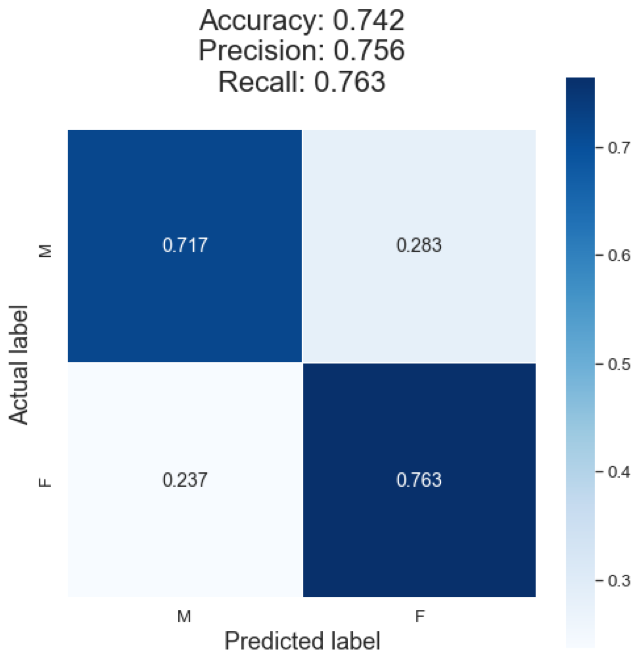 Accuracy: 0.742
Precision: 0.756
Recall: 0.763
0.7
M
0.717
0.283
0.6
Actual label
0.5
0.4
F
0.237
0.763
0.3
M
F
Predicted label